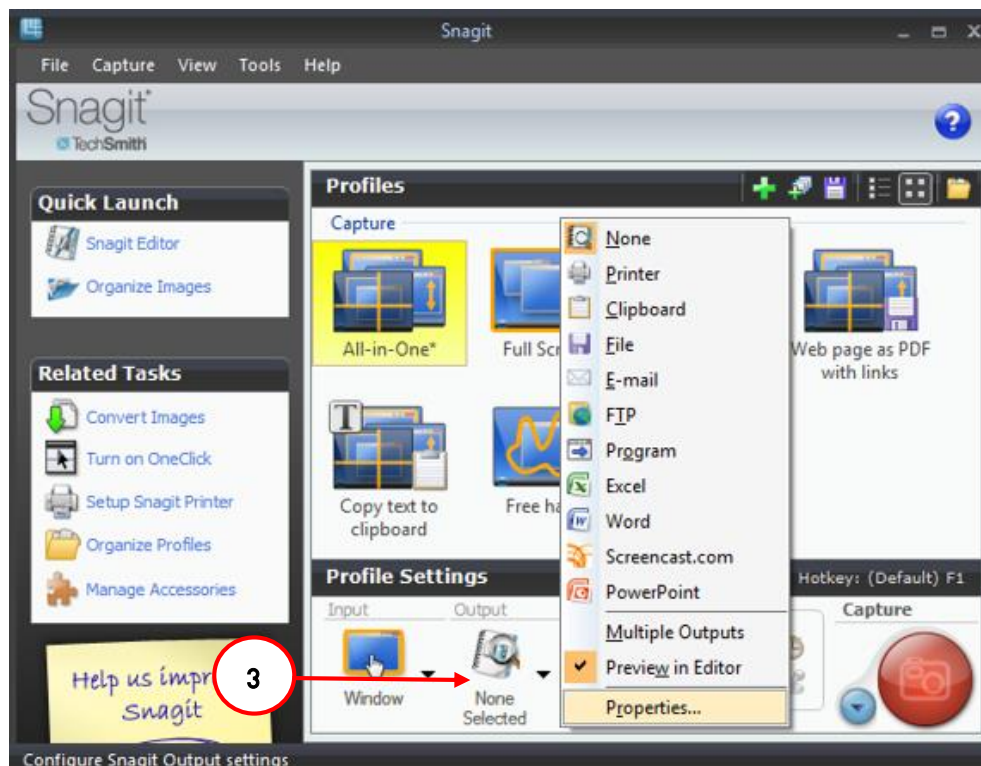 Snagit
File Capture View Tools Help
Snagit
TechSmith
?
Quick Launch
Snagit Editor
Organize Images
Related Tasks
Convert Images
Turn on OneClick
Setup Snagit Printer
Organize Profiles
Manage Accessories
Help us
Snagit
Profiles
Capture
All-in-One*
Full
Web page as PDF
with links
T
Copy text to
clipboard
Free
None
Printer
Clipboard
File
E-mail
FTP
Program
Excel
Word
Screencast.com
PowerPoint
Multiple Outputs
Preview in Editor
Properties...
Profile Settings
Hotkey: (Default) F1
Input
Output
Capture
Window
None
Selected
3
Configure Snagit Output settings